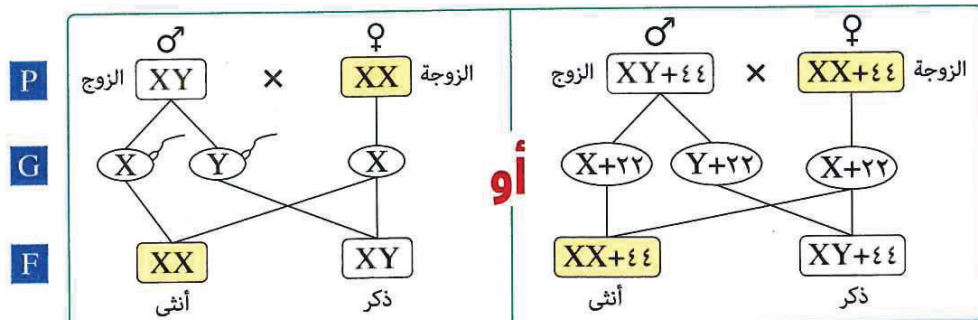 ♂ ♀ ♂ ♀
P الزوج XY × XX الزوجة الزوج XY+٤٤ × XX+٤٤ الزوجة
G X Y X أو X+٢٢ Y+٢٢ X+٢٢
F XX XY XX+٤٤ XY+٤٤
أنثى ذكر أنثى ذكر